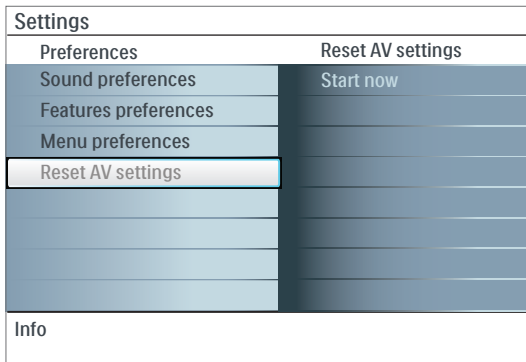 Settings
Preferences
Reset AV settings
Sound preferences
Start now
Features preferences
Menu preferences
Reset AV settings
Info